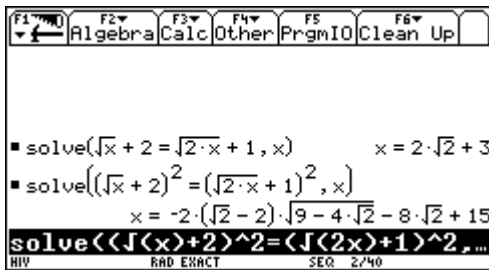 F1 F2 F3 F4 F5 F6
Algebra Calc Other PrgmIO Clean Up
▪ solve(√x + 2 = √2·x + 1, x) x = 2·√2 + 3
▪ solve((√x + 2)² = (√2·x + 1)², x)
x = -2·(√2 - 2)·√9 - 4·√2 - 8·√2 + 15
solve((√(x)+2)^2=(√(2x)+1)^2,…
RAD EXACT SEQ 2/40